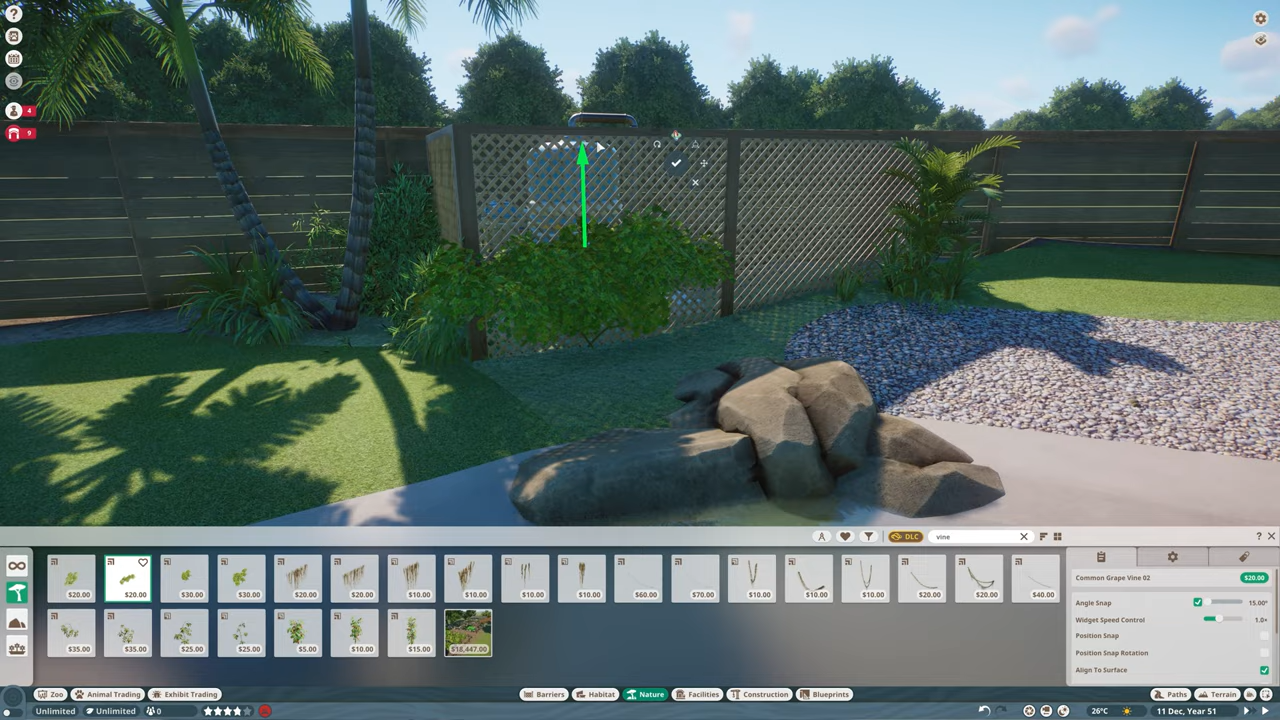 4
9
DLC
vine
?
$20.00
$20.00
$30.00
$30.00
$20.00
$20.00
$10.00
$10.00
$10.00
$10.00
$60.00
$70.00
$10.00
$10.00
$10.00
$20.00
$20.00
$40.00
$35.00
$35.00
$25.00
$25.00
$5.00
$10.00
$15.00
$18,447.00
Common Grape Vine 02
$20.00
Angle Snap
15.00°
Widget Speed Control
1.0×
Position Snap
Position Snap Rotation
Align To Surface
Zoo
Animal Trading
Exhibit Trading
Barriers
Habitat
Nature
Facilities
Construction
Blueprints
Paths
Terrain
Unlimited
Unlimited
0
26°C
11 Dec, Year 51